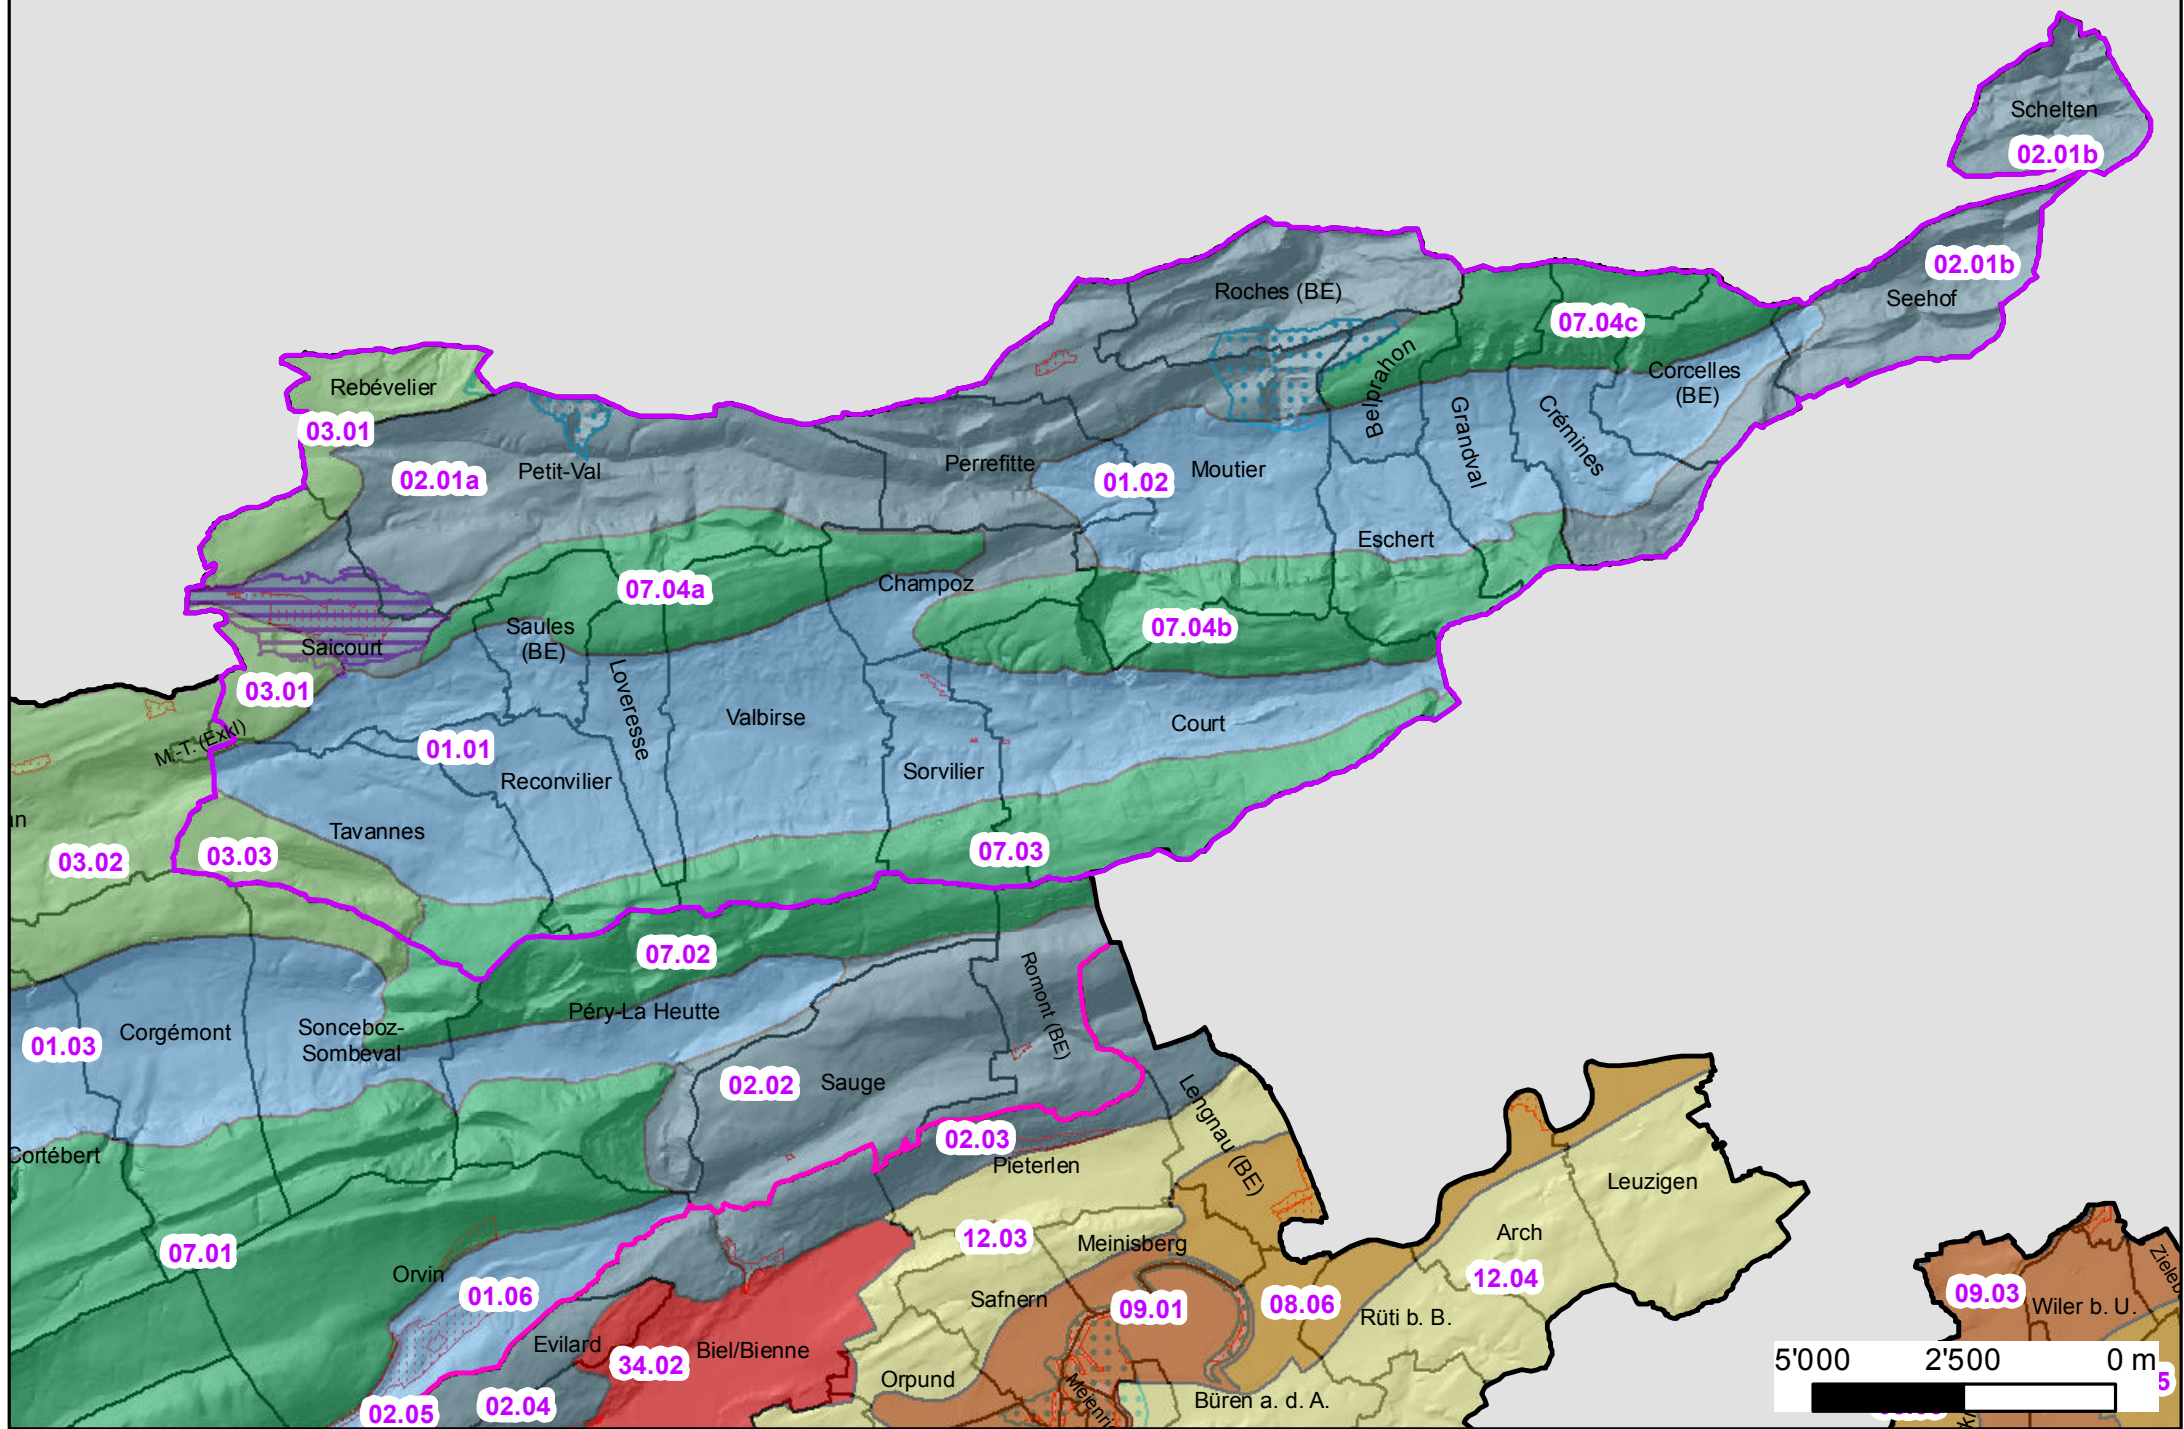 Schelten
02.01b
02.01b
Seehof
Roches (BE)
07.04c
Rebévelier
03.01
Belprahon
Corcelles
(BE)
Grandval
Crémines
02.01a
Petit-Val
Perrefitte
01.02
Moutier
Eschert
07.04a
Champoz
Saules
(BE)
07.04b
Saicourt
03.01
Loveresse
Valbirse
Court
M.-T. (Exkl)
01.01
Reconvilier
Sorvilier
Tavannes
03.02
03.03
07.03
07.02
Romont (BE)
Péry-La Heutte
01.03
Corgémont
Sonceboz-
Sombeval
02.02
Sauge
Lengnau (BE)
02.03
Pieterlen
Cortébert
Leuzigen
07.01
12.03
Meinisberg
Arch
12.04
Orvin
01.06
Safnern
09.01
08.06
Rüti b. B.
09.03
Wiler b. U.
Evilard
34.02
Biel/Bienne
Orpund
Büren a. d. A.
02.05
02.04
5'000
2'500
0 m